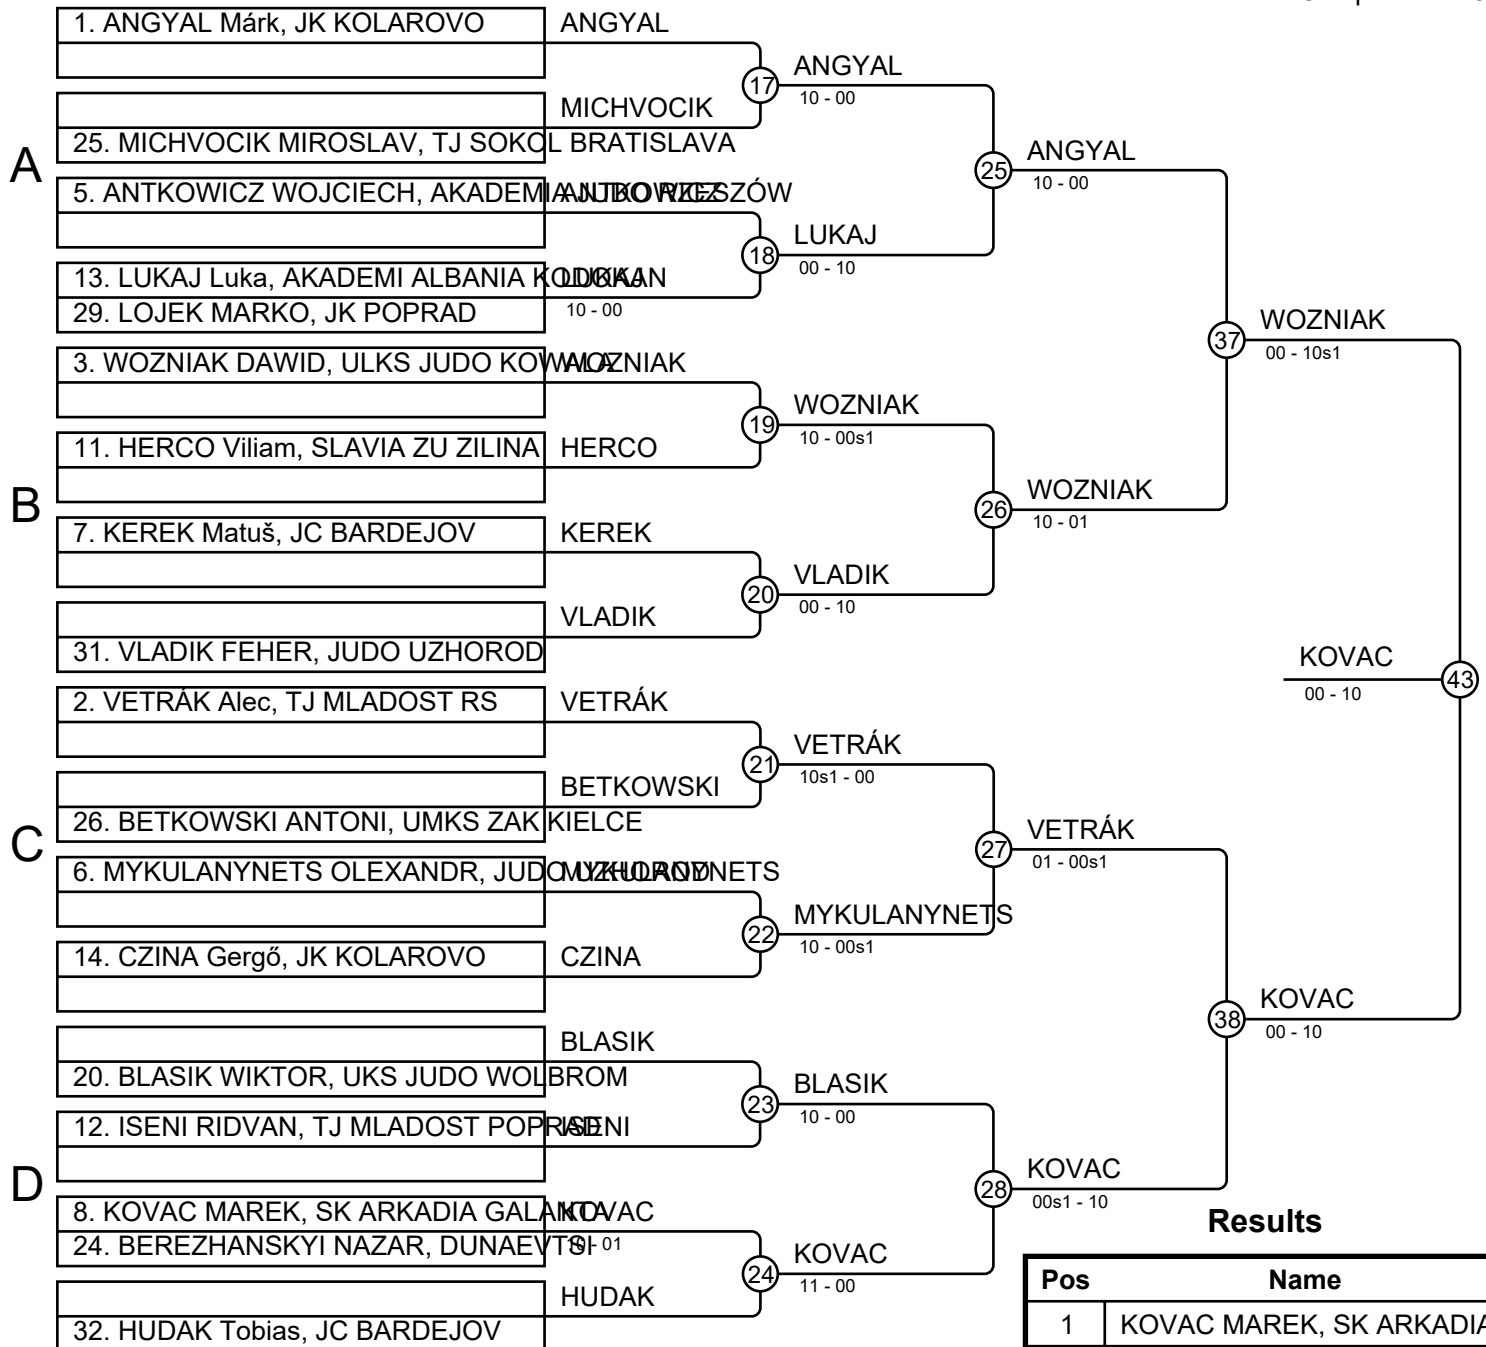 1. ANGYAL Márk, JK KOLAROVO
ANGYAL
17
ANGYAL
10 - 00
MICHVOCIK
25. MICHVOCIK MIROSLAV, TJ SOKOL BRATISLAVA
A
25
ANGYAL
10 - 00
5. ANTKOWICZ WOJCIECH, AKADEMIA JUDO RZESZÓW
ANTKOWICZ
18
LUKAJ
00 - 10
13. LUKAJ Luka, AKADEMI ALBANIA KODOKAN
LUKAJ
29. LOJEK MARKO, JK POPRAD
10 - 00
37
WOZNIAK
00 - 10s1
3. WOZNIAK DAWID, ULKS JUDO KOWALA
WOZNIAK
19
WOZNIAK
10 - 00s1
11. HERCO Viliam, SLAVIA ZU ZILINA
HERCO
B
26
WOZNIAK
10 - 01
7. KEREK Matuš, JC BARDEJOV
KEREK
20
VLADIK
00 - 10
VLADIK
31. VLADIK FEHER, JUDO UZHOROD
KOVAC
00 - 10
43
2. VETRÁK Alec, TJ MLADOST RS
VETRÁK
21
VETRÁK
10s1 - 00
BETKOWSKI
26. BETKOWSKI ANTONI, UMKS ZAK KIELCE
C
27
VETRÁK
01 - 00s1
6. MYKULANYNETS OLEXANDR, JUDO UZHOROD
MYKULANYNETS
22
MYKULANYNETS
10 - 00s1
14. CZINA Gergő, JK KOLAROVO
CZINA
38
KOVAC
00 - 10
BLASIK
20. BLASIK WIKTOR, UKS JUDO WOLBROM
23
BLASIK
10 - 00
12. ISENI RIDVAN, TJ MLADOST POPRAD
ISENI
D
28
KOVAC
00s1 - 10
8. KOVAC MAREK, SK ARKADIA GALANTA
KOVAC
24. BEREZHANSKYI NAZAR, DUNAEVTSI
10 - 01
24
KOVAC
11 - 00
HUDAK
32. HUDAK Tobias, JC BARDEJOV
Results
Pos Name
1 KOVAC MAREK, SK ARKADIA